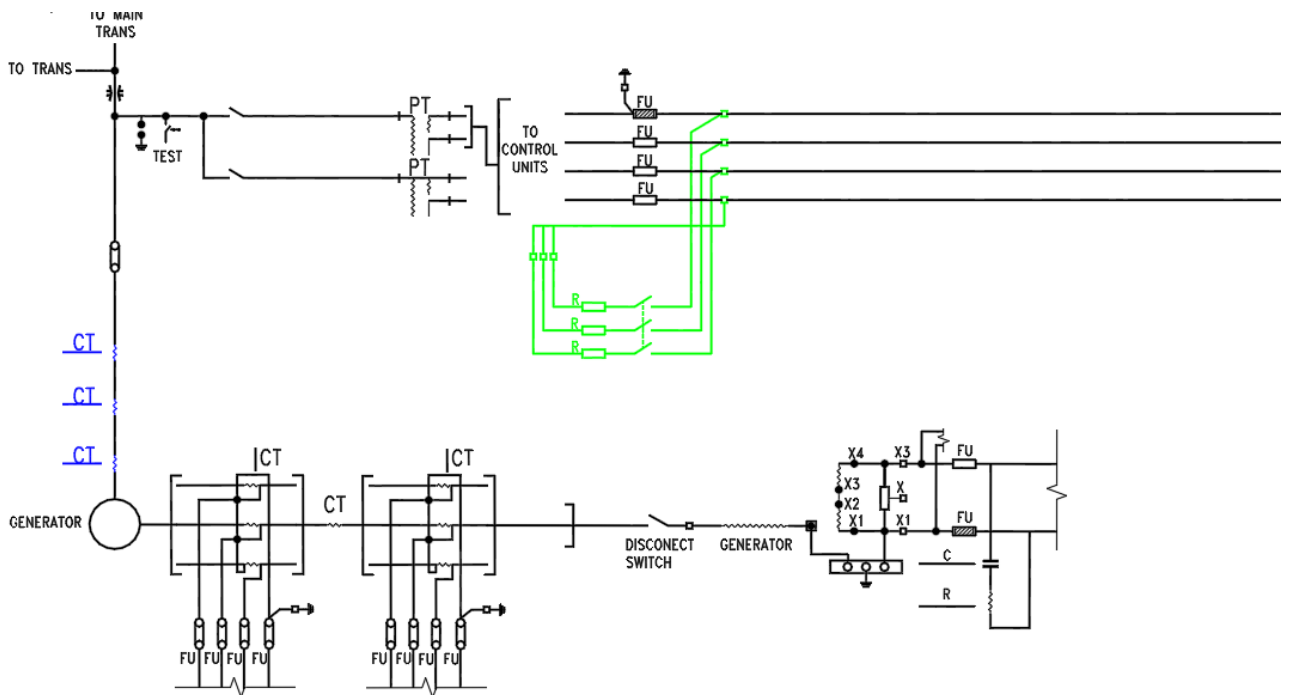 TO MAIN
TRANS
TO TRANS
TEST
PT
PT
TO
CONTROL
UNITS
FU
FU
FU
FU
R
R
R
CT
CT
CT
GENERATOR
CT
CT
CT
FU
FU
FU
FU
FU
FU
FU
FU
DISCONECT
SWITCH
GENERATOR
X4
X3
X2
X1
X3
X
X1
FU
FU
C
R